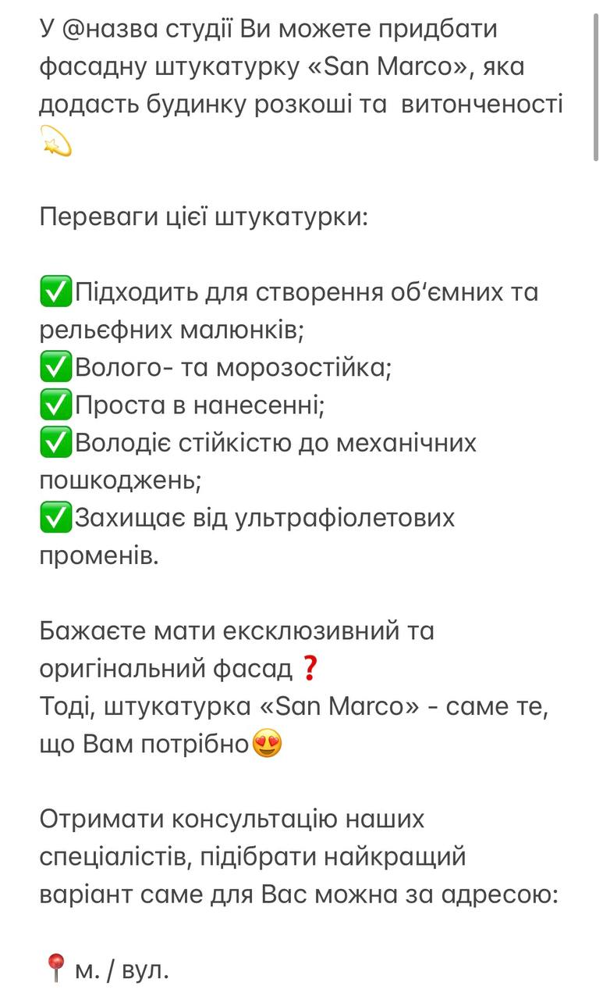 У @назва студії Ви можете придбати
фасадну штукатурку «San Marco», яка
додасть будинку розкоші та  витонченості
💫
Переваги цієї штукатурки:
✅Підходить для створення об‘ємних та
рельєфних малюнків;
✅Волого- та морозостійка;
✅Проста в нанесенні;
✅Володіє стійкістю до механічних
пошкоджень;
✅Захищає від ультрафіолетових
променів.
Бажаєте мати ексклюзивний та
оригінальний фасад ❓
Тоді, штукатурка «San Marco» - саме те,
що Вам потрібно😍
Отримати консультацію наших
спеціалістів, підібрати найкращий
варіант саме для Вас можна за адресою:
📍 м. / вул.